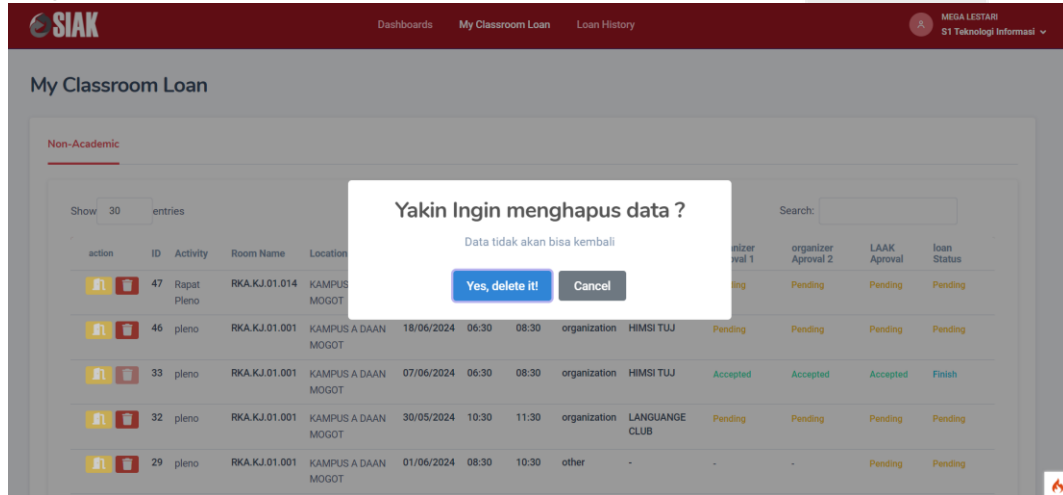 SIAK
Dashboards My Classroom Loan Loan History
MEGA LESTARI
S1 Teknologi Informasi
My Classroom Loan
Non-Academic
Show 30 entries
Search:
Yakin Ingin menghapus data ?
Data tidak akan bisa kembali
Yes, delete it! Cancel
action ID Activity Room Name Location organizer Aproval 2 LAAK Aproval loan Status
47 Rapat Pleno RKA.KJ.01.014 MOGOT Pending Pending Pending
46 pleno RKA.KJ.01.001 KAMPUS A DAAN MOGOT 18/06/2024 06:30 08:30 organization HIMSI TUJ Pending Pending Pending Pending
33 pleno RKA.KJ.01.001 KAMPUS A DAAN MOGOT 07/06/2024 06:30 08:30 organization HIMSI TUJ Accepted Accepted Accepted Finish
32 pleno RKA.KJ.01.001 KAMPUS A DAAN MOGOT 30/05/2024 10:30 11:30 organization LANGUANGE CLUB Pending Pending Pending Pending
29 pleno RKA.KJ.01.001 KAMPUS A DAAN MOGOT 01/06/2024 08:30 10:30 other - - - Pending Pending